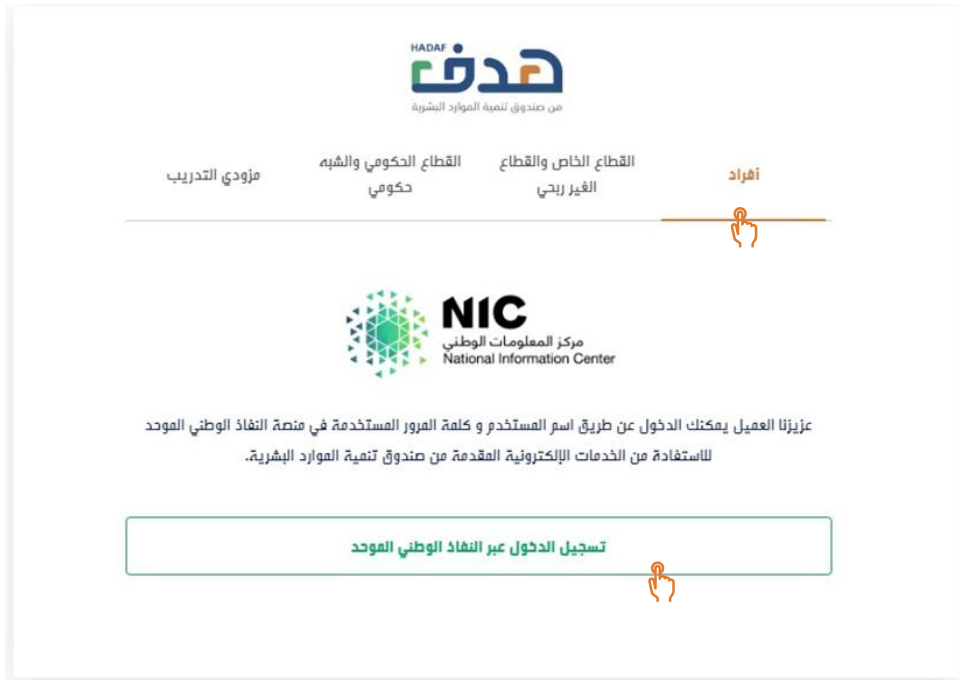 HADAF
هدف
من صندوق تنمية الموارد البشرية
أفراد
القطاع الخاص والقطاع
الغير ربحي
القطاع الحكومي والشبه
حكومي
مزودي التدريب
NIC
مركز المعلومات الوطني
National Information Center
عزيزنا العميل يمكنك الدخول عن طريق اسم المستخدم و كلمة المرور المستخدمة في منصة النفاذ الوطني الموحد
للاستفادة من الخدمات الإلكترونية المقدمة من صندوق تنمية الموارد البشرية.
تسجيل الدخول عبر النفاذ الوطني الموحد